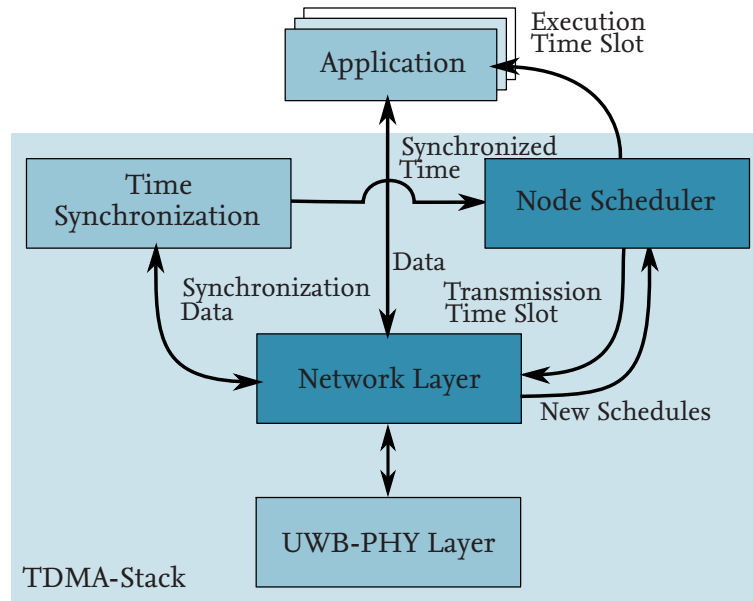 Execution
Time Slot
Application
Synchronized
Time
Time
Synchronization
Node Scheduler
Data
Synchronization
Data
Transmission
Time Slot
Network Layer
New Schedules
UWB-PHY Layer
TDMA-Stack